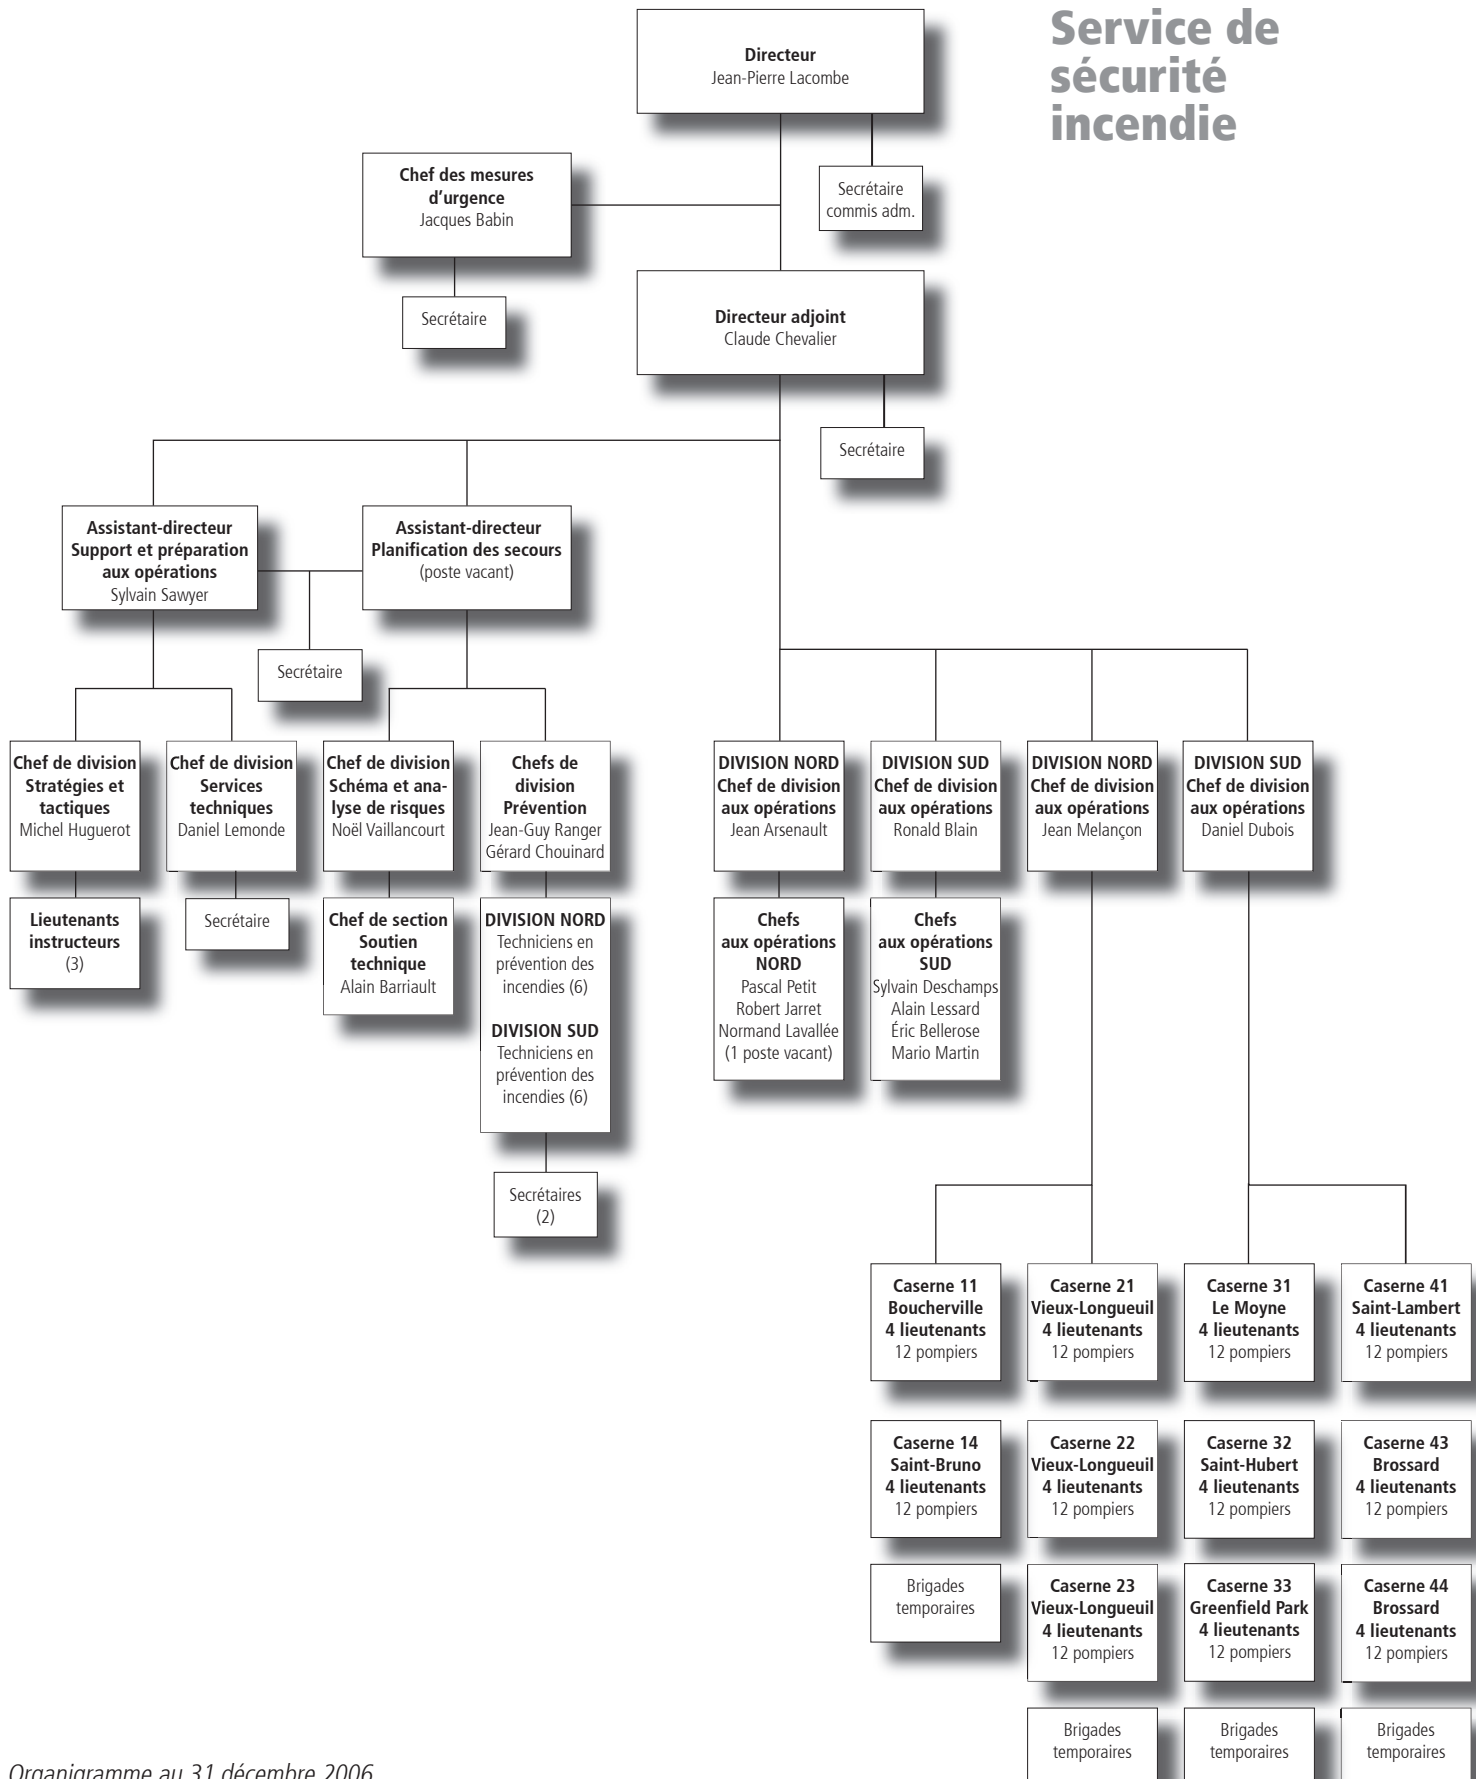 Service de
sécurité
incendie
Directeur
Jean-Pierre Lacombe
Chef des mesures
d’urgence
Jacques Babin
Secrétaire
commis adm.
Secrétaire
Directeur adjoint
Claude Chevalier
Secrétaire
Assistant-directeur
Support et préparation
aux opérations
Sylvain Sawyer
Assistant-directeur
Planification des secours
(poste vacant)
Secrétaire
Chef de division
Stratégies et
tactiques
Michel Huguerot
Chef de division
Services
techniques
Daniel Lemonde
Chef de division
Schéma et ana-
lyse de risques
Noël Vaillancourt
Chefs de
division
Prévention
Jean-Guy Ranger
Gérard Chouinard
DIVISION NORD
Chef de division
aux opérations
Jean Arsenault
DIVISION SUD
Chef de division
aux opérations
Ronald Blain
DIVISION NORD
Chef de division
aux opérations
Jean Melançon
DIVISION SUD
Chef de division
aux opérations
Daniel Dubois
Lieutenants
instructeurs
(3)
Secrétaire
Chef de section
Soutien
technique
Alain Barriault
DIVISION NORD
Techniciens en
prévention des
incendies (6)
DIVISION SUD
Techniciens en
prévention des
incendies (6)
Secrétaires
(2)
Chefs
aux opérations
NORD
Pascal Petit
Robert Jarret
Normand Lavallée
(1 poste vacant)
Chefs
aux opérations
SUD
Sylvain Deschamps
Alain Lessard
Éric Bellerose
Mario Martin
Caserne 11
Boucherville
4 lieutenants
12 pompiers
Caserne 21
Vieux-Longueuil
4 lieutenants
12 pompiers
Caserne 31
Le Moyne
4 lieutenants
12 pompiers
Caserne 41
Saint-Lambert
4 lieutenants
12 pompiers
Caserne 14
Saint-Bruno
4 lieutenants
12 pompiers
Caserne 22
Vieux-Longueuil
4 lieutenants
12 pompiers
Caserne 32
Saint-Hubert
4 lieutenants
12 pompiers
Caserne 43
Brossard
4 lieutenants
12 pompiers
Brigades
temporaires
Caserne 23
Vieux-Longueuil
4 lieutenants
12 pompiers
Caserne 33
Greenfield Park
4 lieutenants
12 pompiers
Caserne 44
Brossard
4 lieutenants
12 pompiers
Brigades
temporaires
Brigades
temporaires
Brigades
temporaires
Organigramme au 31 décembre 2006